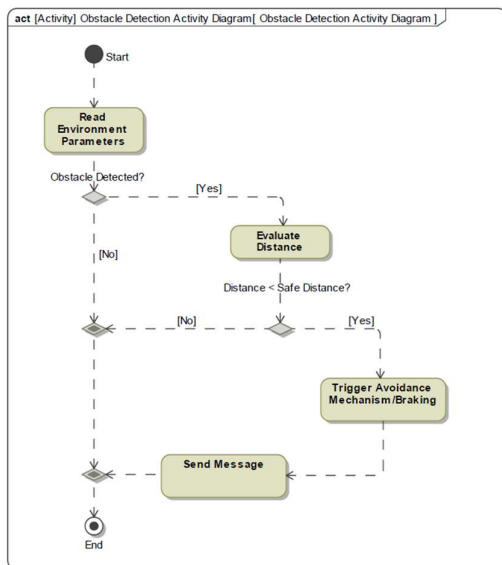 act [Activity] Obstacle Detection Activity Diagram[ Obstacle Detection Activity Diagram ]
Start
Read
Environment
Parameters
Obstacle Detected?
[Yes]
Evaluate
Distance
[No]
Distance < Safe Distance?
[No]
[Yes]
Trigger Avoidance
Mechanism/Braking
Send Message
End